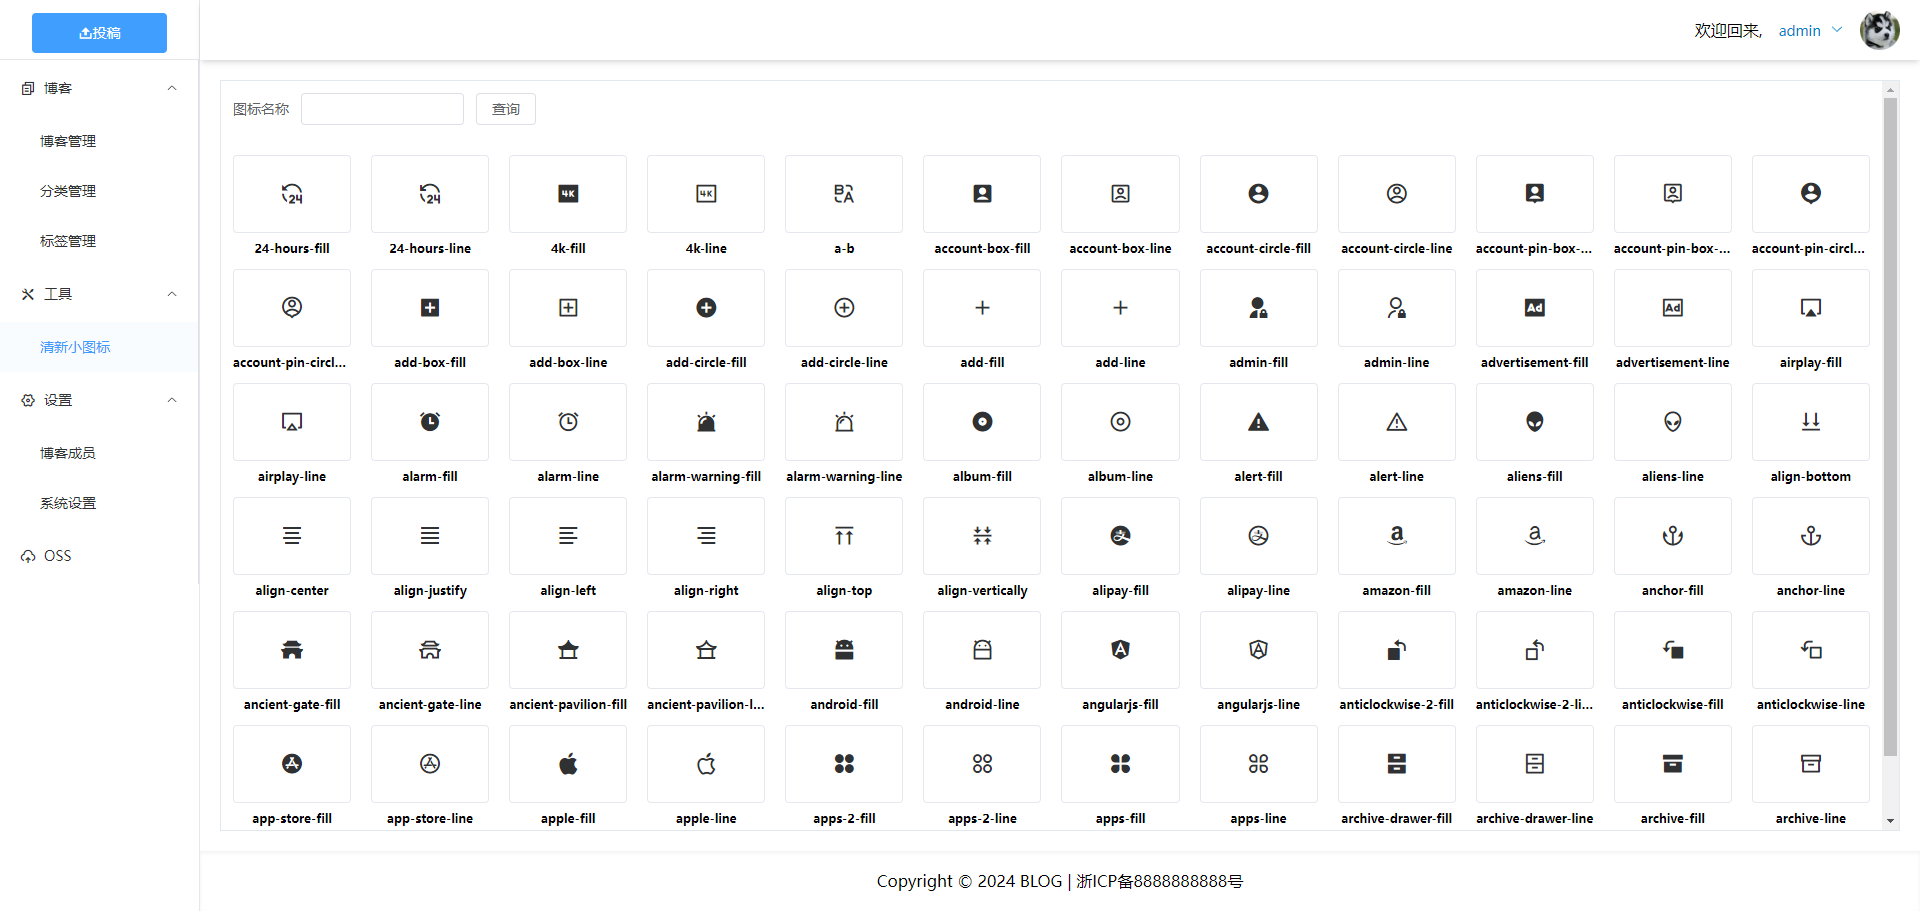 投稿
欢迎回来, admin
博客
博客管理
分类管理
标签管理
工具
清新小图标
设置
博客成员
系统设置
OSS
图标名称 查询
24 24 4K 4K B A
24-hours-fill 24-hours-line 4k-fill 4k-line a-b account-box-fill account-box-line account-circle-fill account-circle-line account-pin-box-... account-pin-box-... account-pin-circl...
Ad Ad
account-pin-circl... add-box-fill add-box-line add-circle-fill add-circle-line add-fill add-line admin-fill admin-line advertisement-fill advertisement-line airplay-fill
airplay-line alarm-fill alarm-line alarm-warning-fill alarm-warning-line album-fill album-line alert-fill alert-line aliens-fill aliens-line align-bottom
支 支 a a
align-center align-justify align-left align-right align-top align-vertically alipay-fill alipay-line amazon-fill amazon-line anchor-fill anchor-line
A A
ancient-gate-fill ancient-gate-line ancient-pavilion-fill ancient-pavilion-l... android-fill android-line angularjs-fill angularjs-line anticlockwise-2-fill anticlockwise-2-li... anticlockwise-fill anticlockwise-line
app-store-fill app-store-line apple-fill apple-line apps-2-fill apps-2-line apps-fill apps-line archive-drawer-fill archive-drawer-line archive-fill archive-line
Copyright © 2024 BLOG | 浙ICP备8888888888号